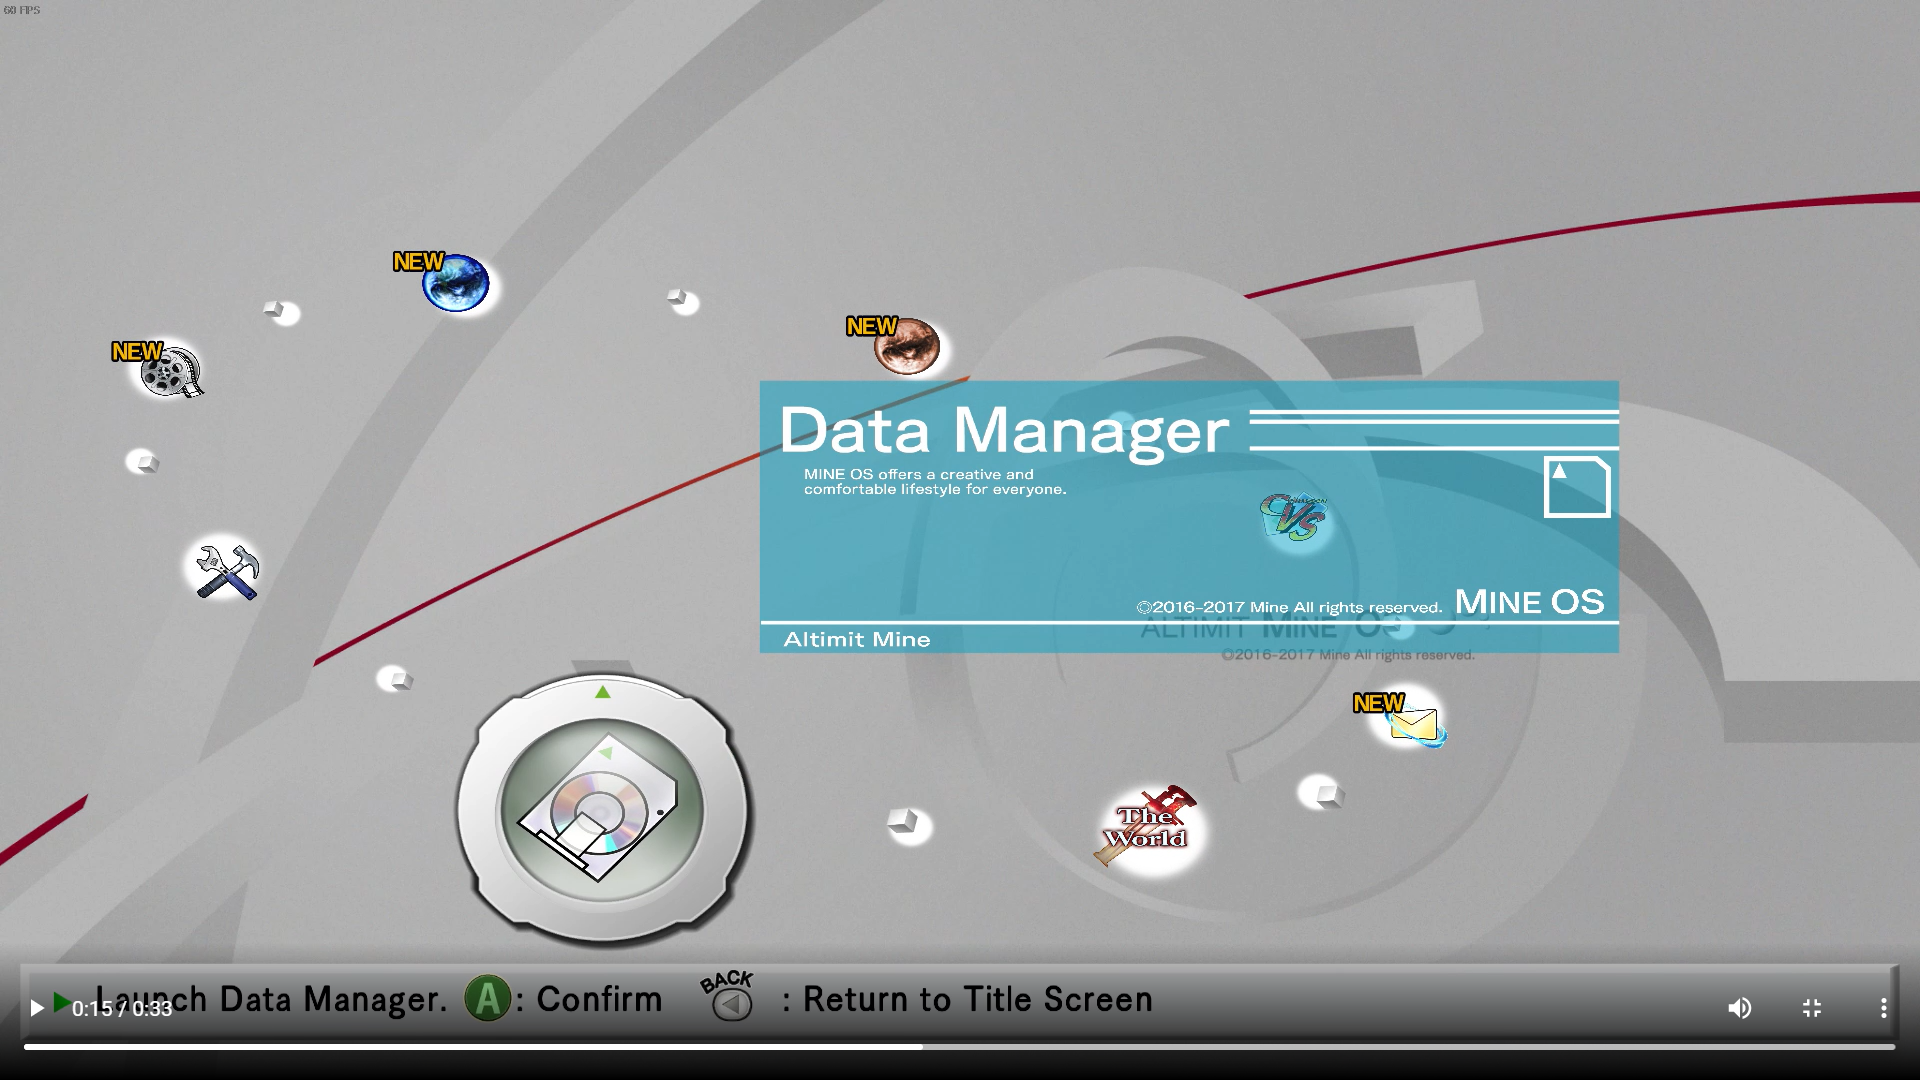 60 FPS
NEW
NEW
NEW
Data Manager
MINE OS offers a creative and
comfortable lifestyle for everyone.
CVS
©2016-2017 Mine All rights reserved. MINE OS
ALTIMIT MINE OS
Altimit Mine
©2016-2017 Mine All rights reserved.
NEW
The
World
BACK
Launch Data Manager. A: Confirm : Return to Title Screen
0:15 / 0:33